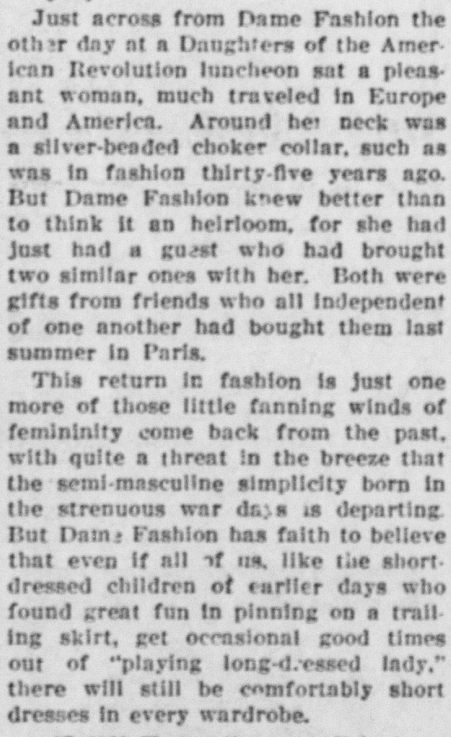 Just across from Dame Fashion the
other day at a Daughters of the Amer-
ican Revolution luncheon sat a pleas-
ant woman, much traveled in Europe
and America. Around her neck was
a silver-beaded choker collar, such as
was in fashion thirty-five years ago.
But Dame Fashion knew better than
to think it an heirloom, for she had
just had a guest who had brought
two similar ones with her. Both were
gifts from friends who all independent
of one another had bought them last
summer in Paris.
This return in fashion is just one
more of those little fanning winds of
femininity come back from the past,
with quite a threat in the breeze that
the semi-masculine simplicity born in
the strenuous war days is departing.
But Dame Fashion has faith to believe
that even if all of us, like the short-
dressed children of earlier days who
found great fun in pinning on a trail-
ing skirt, get occasional good times
out of "playing long-dressed lady,"
there will still be comfortably short
dresses in every wardrobe.